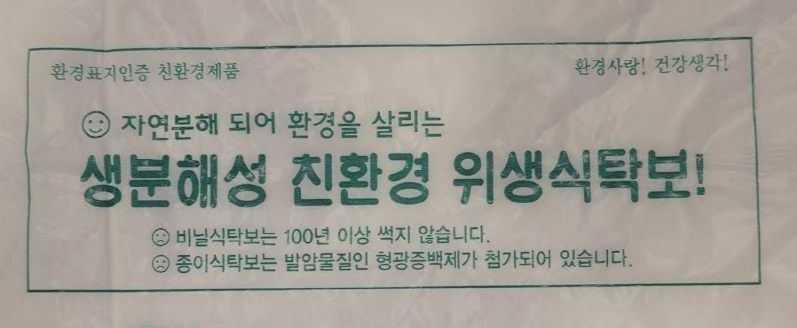 환경표지인증 친환경제품
환경사랑! 건강생각!
자연분해 되어 환경을 살리는
생분해성 친환경 위생식탁보!
비닐식탁보는 100년 이상 썩지 않습니다.
종이식탁보는 발암물질인 형광증백제가 첨가되어 있습니다.